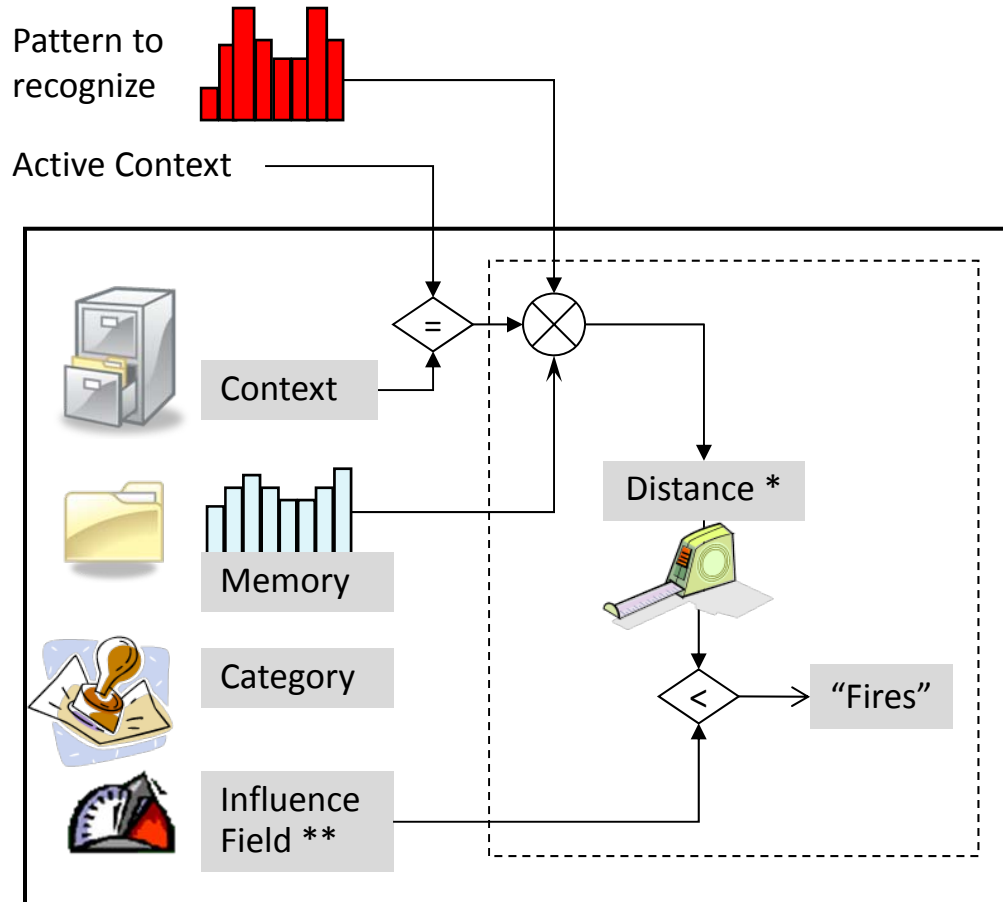 Pattern to
recognize
Active Context
=
Context
Distance *
Memory
Category
<
“Fires”
Influence
Field **